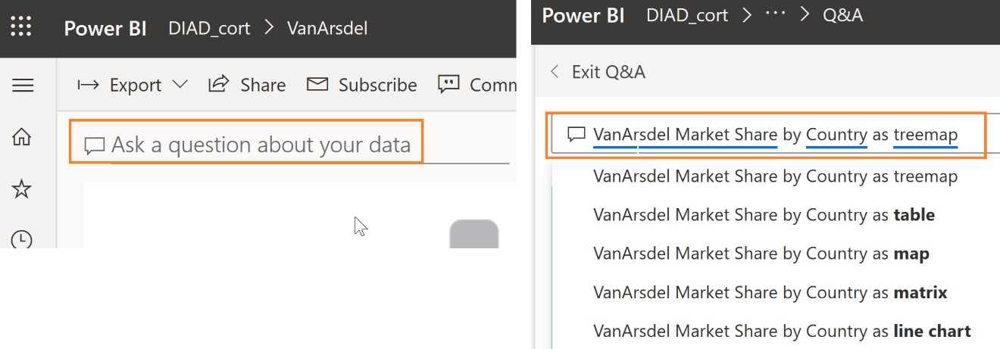 Power BI DIAD_cort > VanArsdel
Export Share Subscribe
Ask a question about your data
Power BI DIAD_cort > ... > Q&A
< Exit Q&A
VanArsdel Market Share by Country as treemap
VanArsdel Market Share by Country as treemap
VanArsdel Market Share by Country as table
VanArsdel Market Share by Country as map
VanArsdel Market Share by Country as matrix
VanArsdel Market Share by Country as line chart